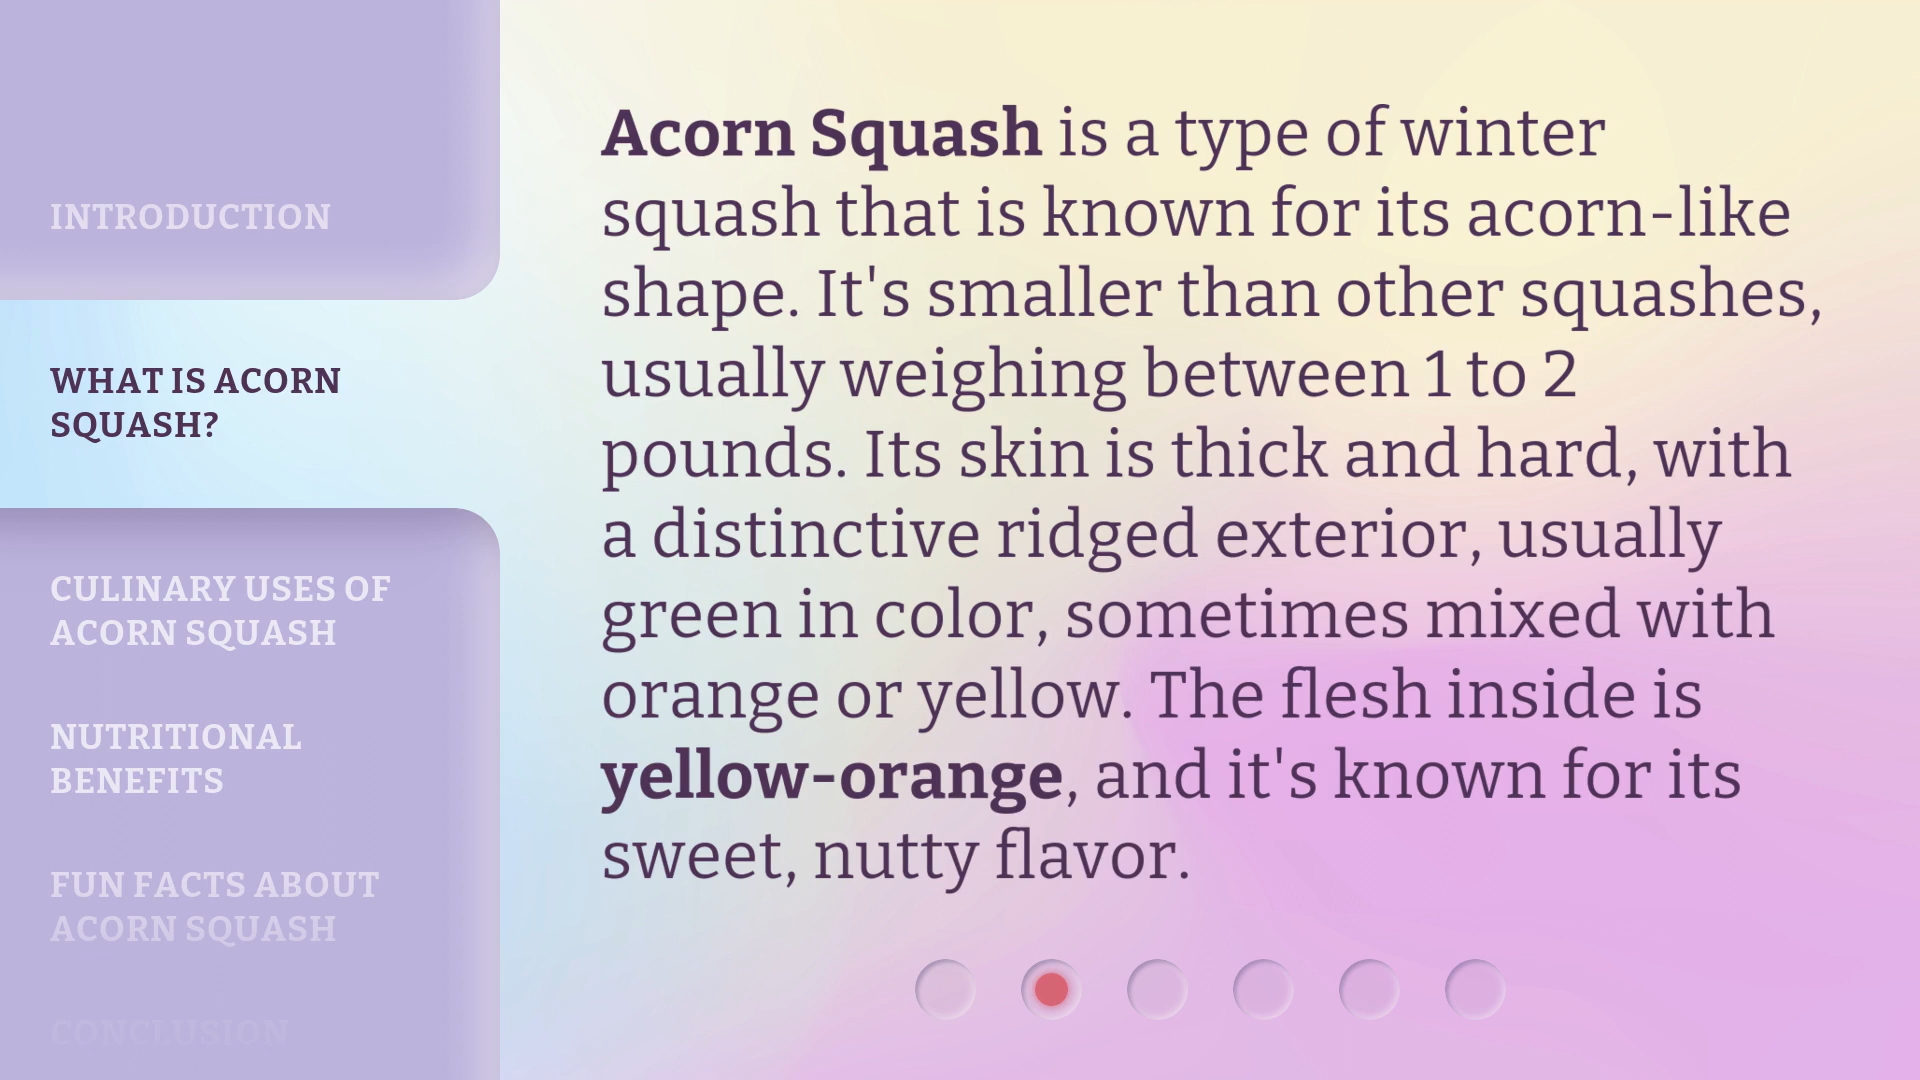 INTRODUCTION
WHAT IS ACORN
SQUASH?
CULINARY USES OF
ACORN SQUASH
NUTRITIONAL
BENEFITS
FUN FACTS ABOUT
ACORN SQUASH
CONCLUSION
Acorn Squash is a type of winter
squash that is known for its acorn-like
shape. It's smaller than other squashes,
usually weighing between 1 to 2
pounds. Its skin is thick and hard, with
a distinctive ridged exterior, usually
green in color, sometimes mixed with
orange or yellow. The flesh inside is
yellow-orange, and it's known for its
sweet, nutty flavor.